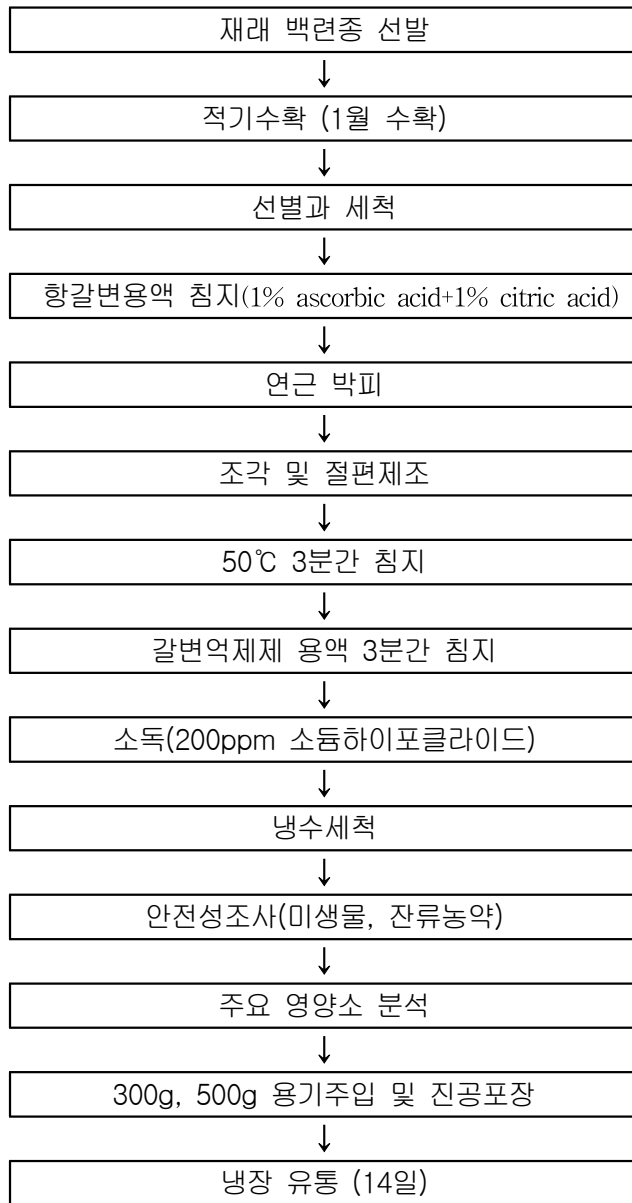 재래 백련종 선발
↓
적기수확 (1월 수확)
↓
선별과 세척
↓
항갈변용액 침지(1% ascorbic acid+1% citric acid)
↓
연근 박피
↓
조각 및 절편제조
↓
50℃ 3분간 침지
↓
갈변억제제 용액 3분간 침지
↓
소독(200ppm 소듐하이포클라이드)
↓
냉수세척
↓
안전성조사(미생물, 잔류농약)
↓
주요 영양소 분석
↓
300g, 500g 용기주입 및 진공포장
↓
냉장 유통 (14일)